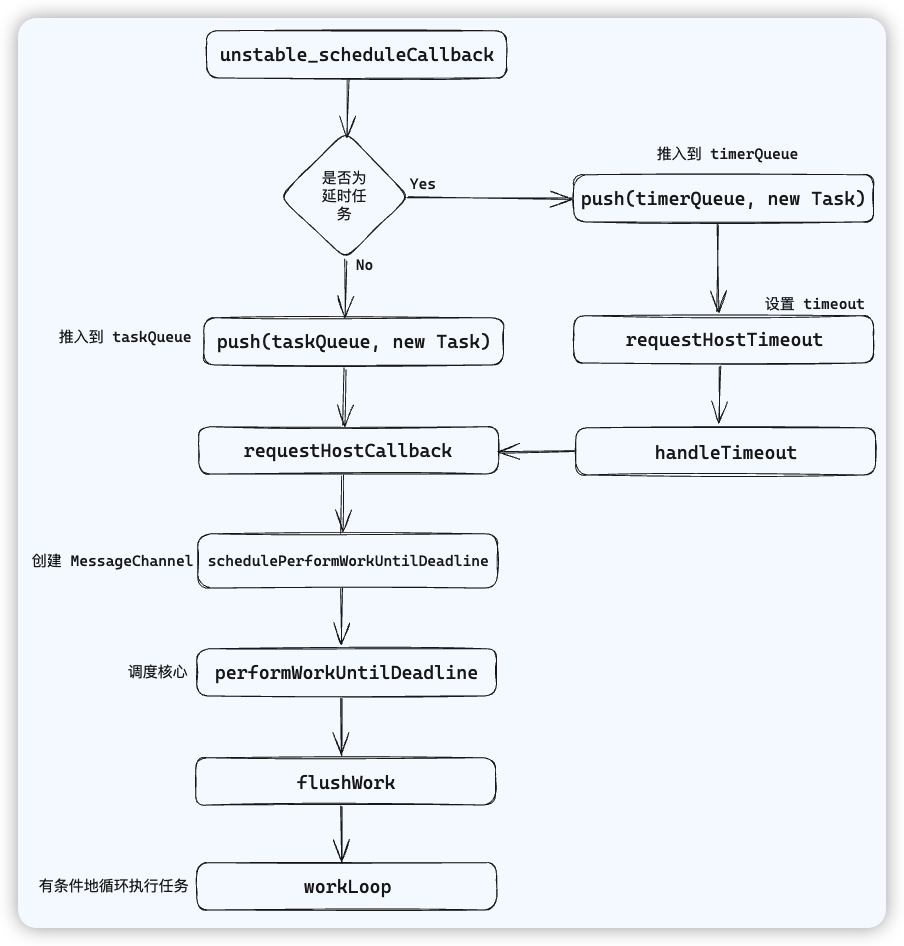 unstable_scheduleCallback
是否为
延时任
务
Yes
推入到 timerQueue
push(timerQueue, new Task)
No
设置 timeout
推入到 taskQueue
push(taskQueue, new Task)
requestHostTimeout
requestHostCallback
handleTimeout
创建 MessageChannel
schedulePerformWorkUntilDeadline
调度核心
performWorkUntilDeadline
flushWork
有条件地循环执行任务
workLoop